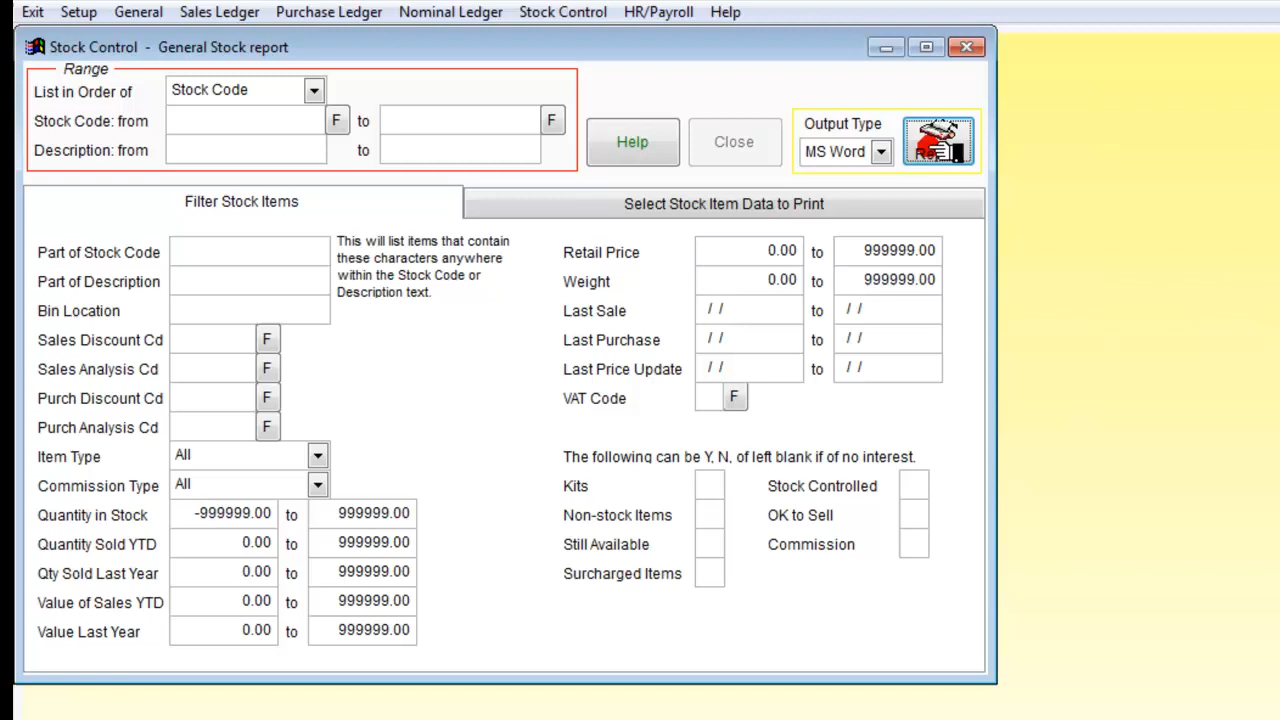 Exit Setup General Sales Ledger Purchase Ledger Nominal Ledger Stock Control HR/Payroll Help
Stock Control - General Stock report
Range
List in Order of Stock Code
Stock Code: from F to F
Description: from to
Help Close
Output Type
MS Word
Filter Stock Items Select Stock Item Data to Print
Part of Stock Code
Part of Description
Bin Location
This will list items that contain
these characters anywhere
within the Stock Code or
Description text.
Sales Discount Cd F
Sales Analysis Cd F
Purch Discount Cd F
Purch Analysis Cd F
Item Type All
Commission Type All
Quantity in Stock -999999.00 to 999999.00
Quantity Sold YTD 0.00 to 999999.00
Qty Sold Last Year 0.00 to 999999.00
Value of Sales YTD 0.00 to 999999.00
Value Last Year 0.00 to 999999.00
Retail Price 0.00 to 999999.00
Weight 0.00 to 999999.00
Last Sale / / to / /
Last Purchase / / to / /
Last Price Update / / to / /
VAT Code F
The following can be Y, N, of left blank if of no interest.
Kits Stock Controlled
Non-stock Items OK to Sell
Still Available Commission
Surcharged Items